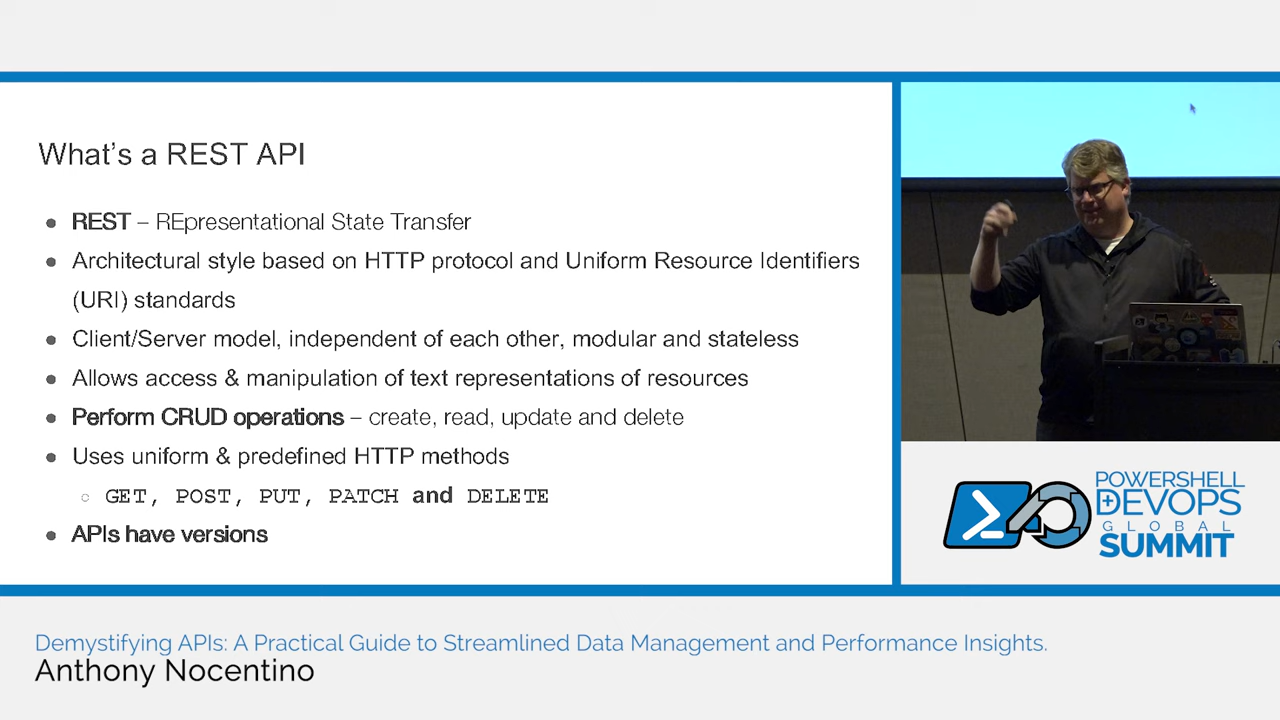 What's a REST API
● REST – REpresentational State Transfer
● Architectural style based on HTTP protocol and Uniform Resource Identifiers
(URI) standards
● Client/Server model, independent of each other, modular and stateless
● Allows access & manipulation of text representations of resources
● Perform CRUD operations – create, read, update and delete
● Uses uniform & predefined HTTP methods
○ GET, POST, PUT, PATCH and DELETE
● APIs have versions
POWERSHELL
+ DEVOPS
GLOBAL
SUMMIT
Demystifying APIs: A Practical Guide to Streamlined Data Management and Performance Insights.
Anthony Nocentino